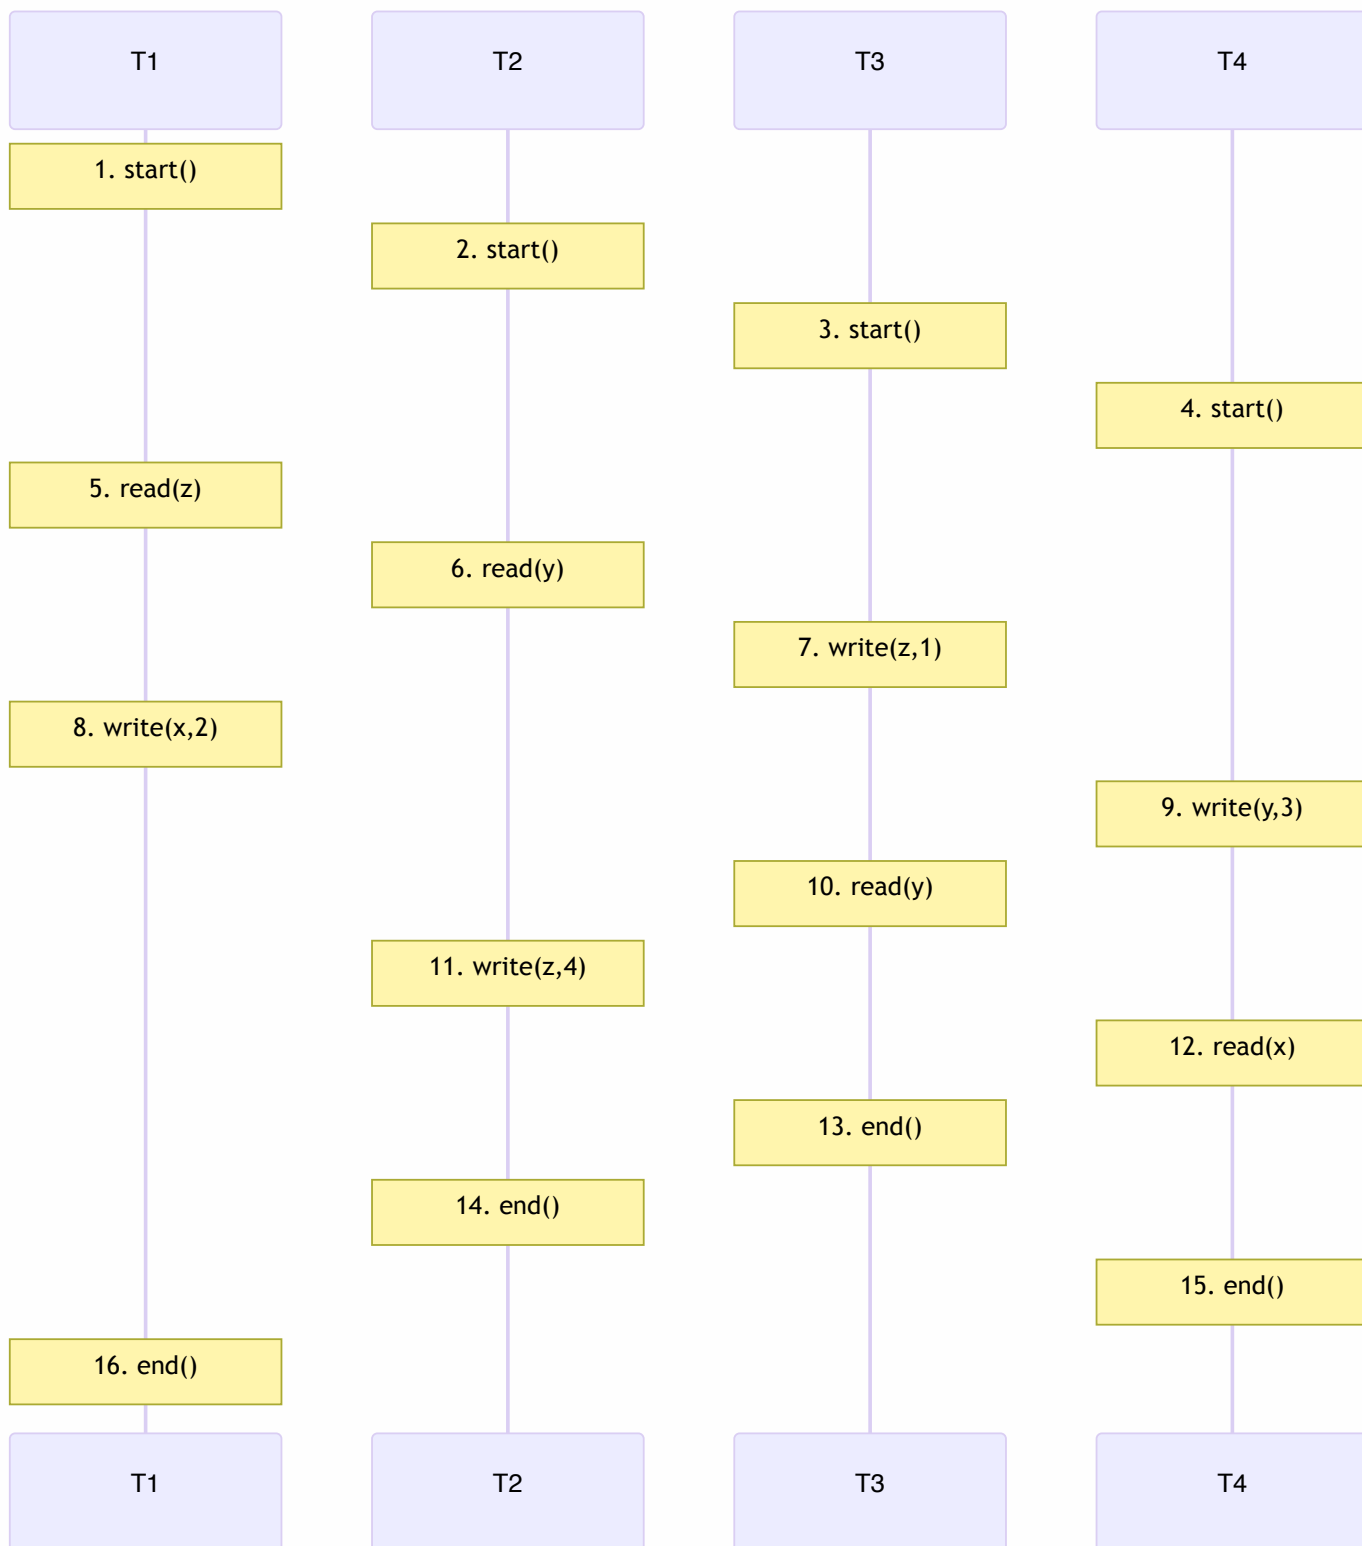 T1 T2 T3 T4
1. start()
2. start()
3. start()
4. start()
5. read(z)
6. read(y)
7. write(z,1)
8. write(x,2)
9. write(y,3)
10. read(y)
11. write(z,4)
12. read(x)
13. end()
14. end()
15. end()
16. end()
T1 T2 T3 T4